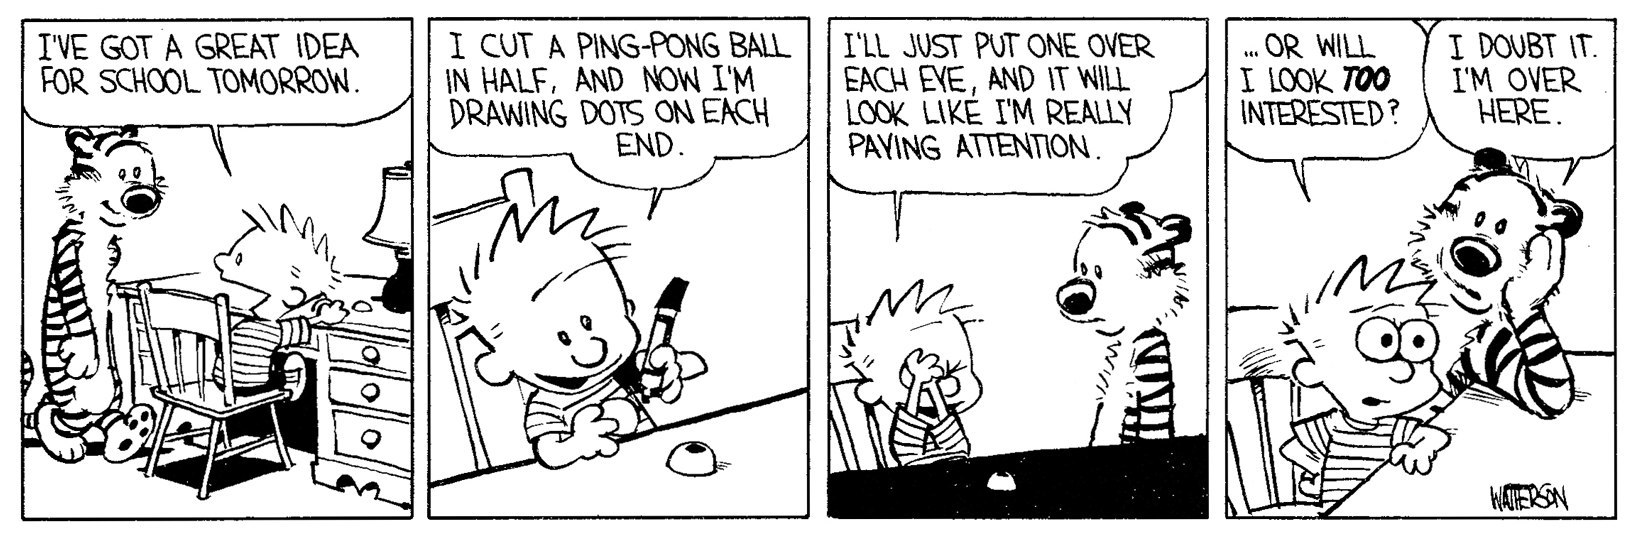 I'VE GOT A GREAT IDEA
FOR SCHOOL TOMORROW.
I CUT A PING-PONG BALL
IN HALF, AND NOW I'M
DRAWING DOTS ON EACH
END.
I'LL JUST PUT ONE OVER
EACH EYE, AND IT WILL
LOOK LIKE I'M REALLY
PAYING ATTENTION.
...OR WILL
I LOOK TOO
INTERESTED?
I DOUBT IT.
I'M OVER
HERE.
WATTERSON